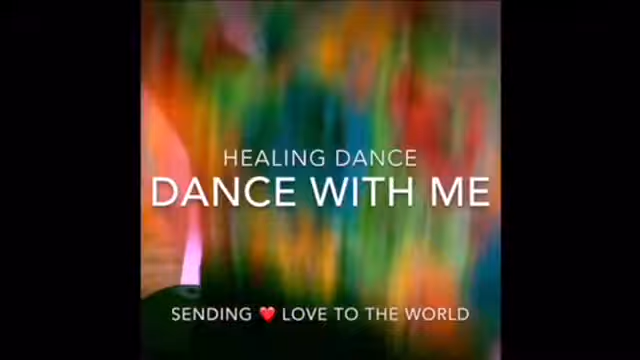 HEALING DANCE
DANCE WITH ME
SENDING ❤️ LOVE TO THE WORLD